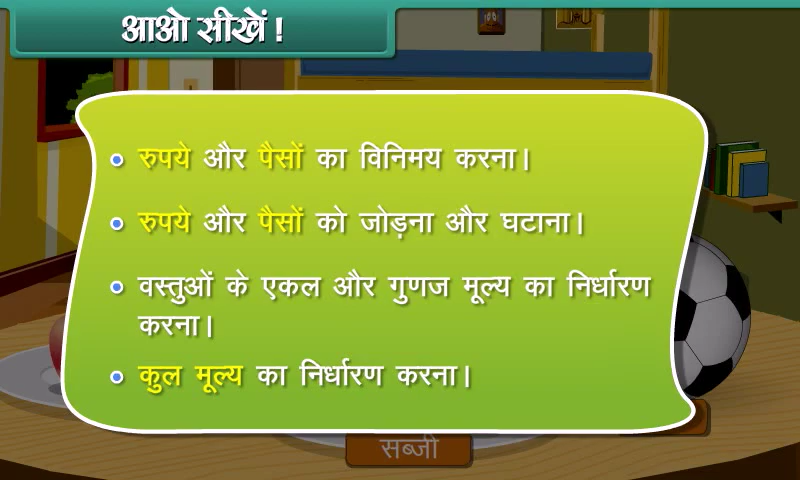 आओ सीखें!
रुपये और पैसों का विनिमय करना।
रुपये और पैसों को जोड़ना और घटाना।
वस्तुओं के एकल और गुणज मूल्य का निर्धारण
करना।
कुल मूल्य का निर्धारण करना।
सब्जी